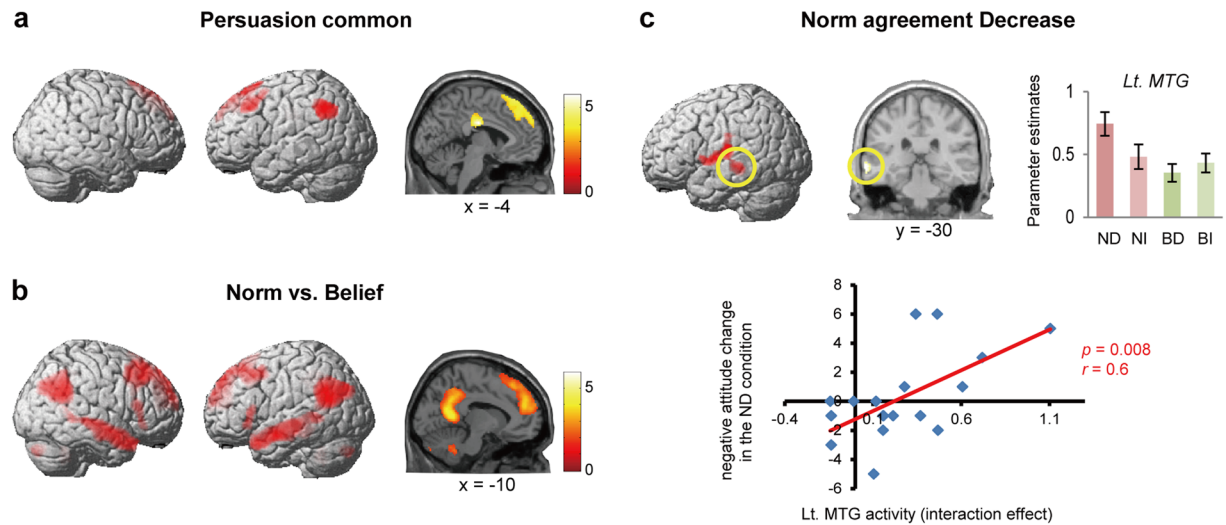 a Persuasion common
5
0
x = -4
b Norm vs. Belief
5
0
x = -10
c Norm agreement Decrease
y = -30
Lt. MTG
Parameter estimates
1
0.5
0
ND NI BD BI
negative attitude change
in the ND condition
8
6
4
2
0
-2
-4
-6
-0.4 0.1 0.6 1.1
p = 0.008
r = 0.6
Lt. MTG activity (interaction effect)